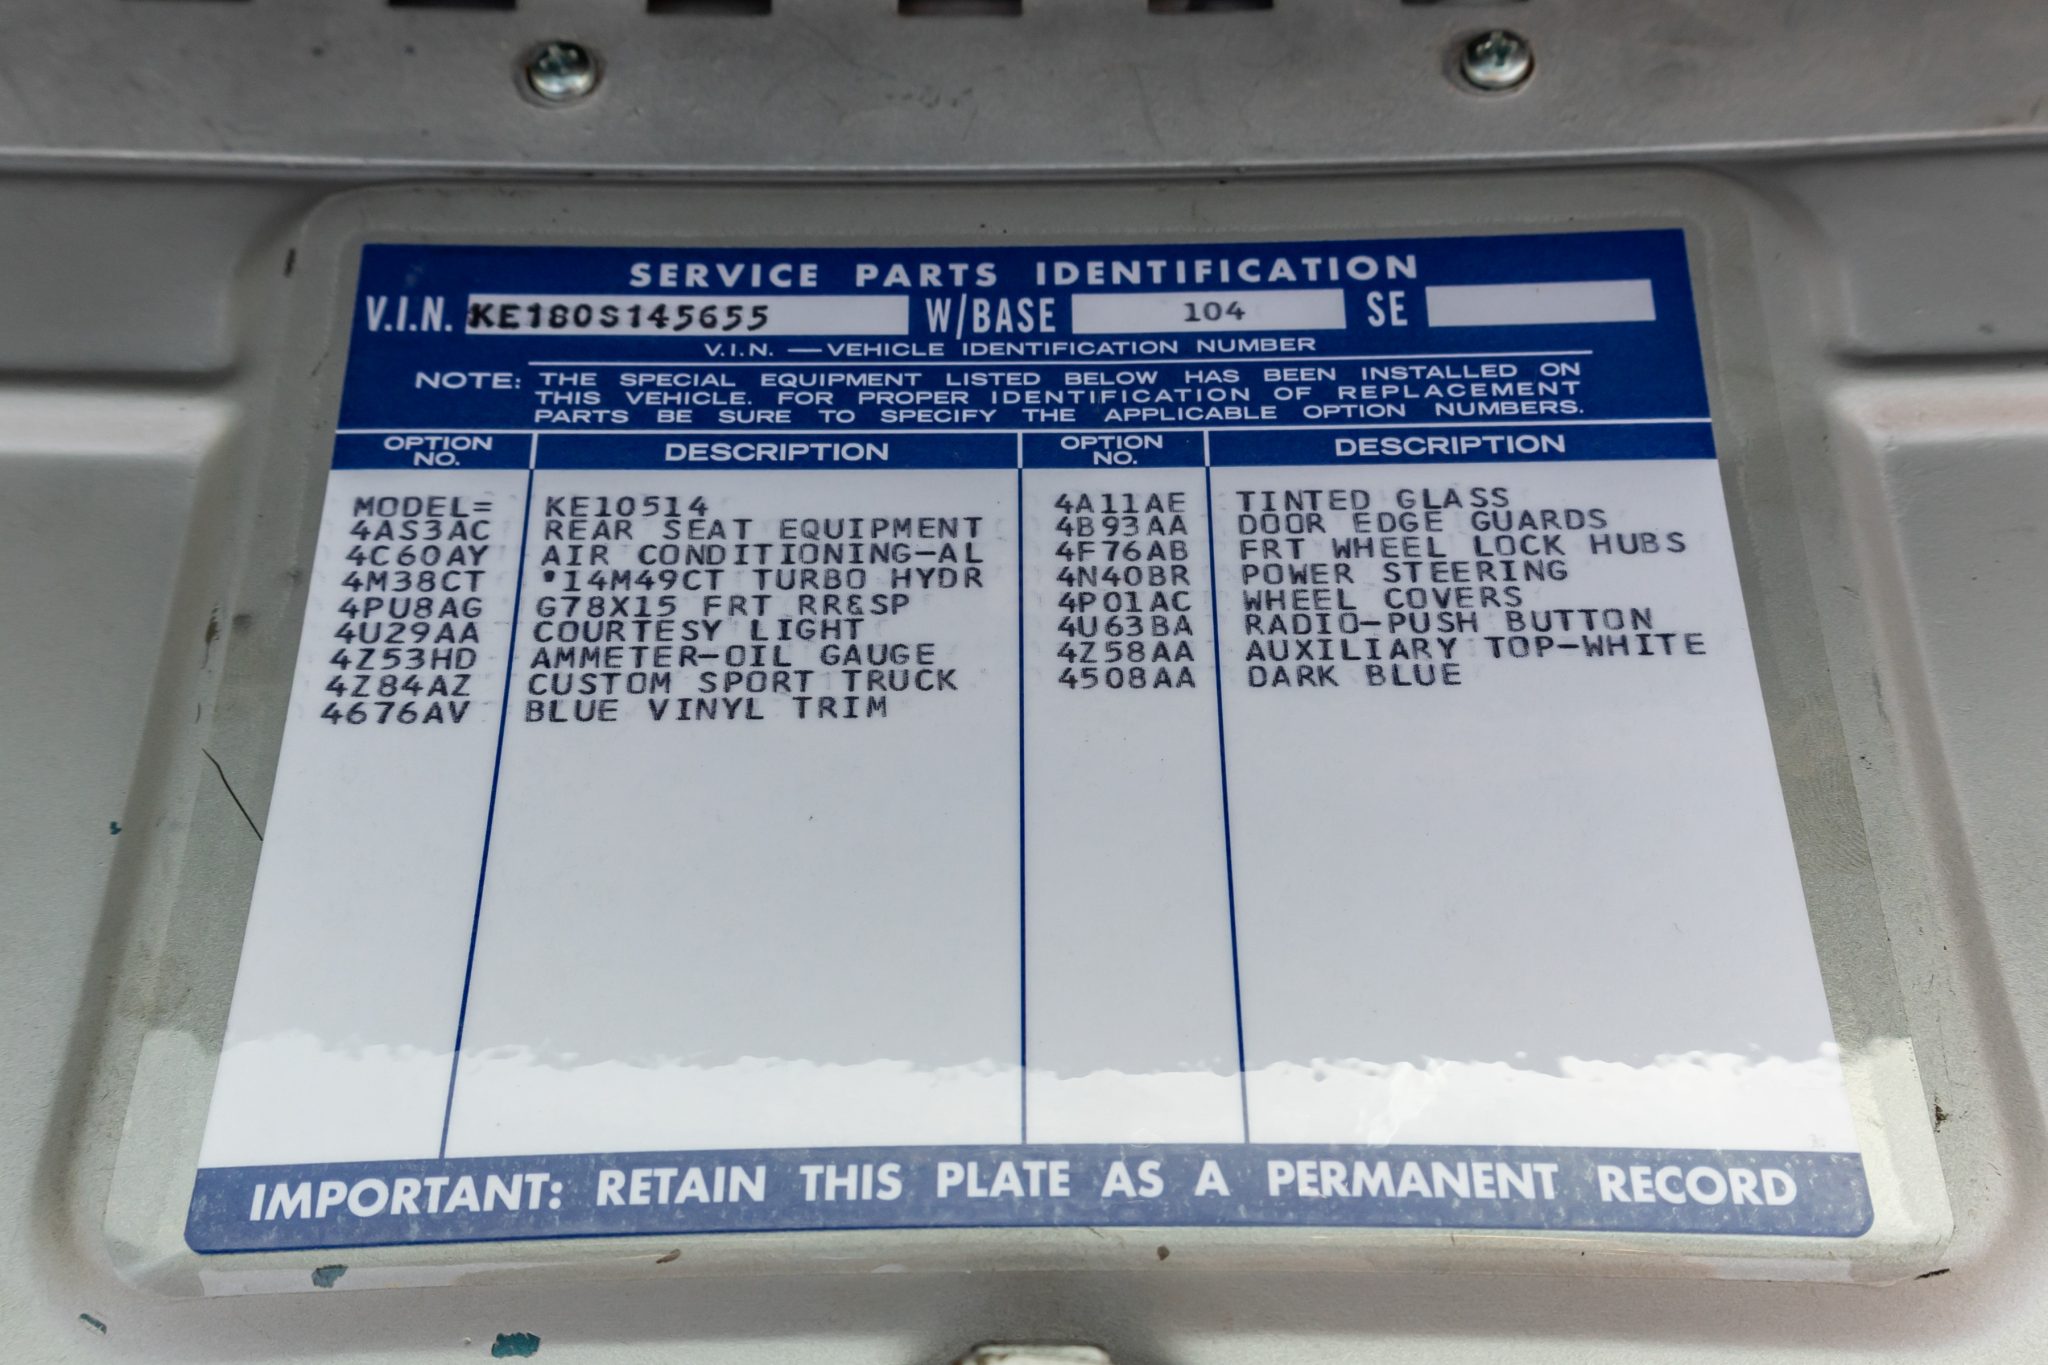 SERVICE PARTS IDENTIFICATION
V.I.N. KE180S145655 W/BASE 104 SE
V.I.N. — VEHICLE IDENTIFICATION NUMBER
NOTE: THE SPECIAL EQUIPMENT LISTED BELOW HAS BEEN INSTALLED ON
THIS VEHICLE. FOR PROPER IDENTIFICATION OF REPLACEMENT
PARTS BE SURE TO SPECIFY THE APPLICABLE OPTION NUMBERS.
OPTION NO. DESCRIPTION OPTION NO. DESCRIPTION
MODEL= KE10514 4A11AE TINTED GLASS
4AS3AC REAR SEAT EQUIPMENT 4B93AA DOOR EDGE GUARDS
4C60AY AIR CONDITIONING-AL 4F76AB FRT WHEEL LOCK HUBS
4M38CT *14M49CT TURBO HYDR 4N40BR POWER STEERING
4PU8AG G78X15 FRT RR&SP 4P01AC WHEEL COVERS
4U29AA COURTESY LIGHT 4U63BA RADIO-PUSH BUTTON
4Z53HD AMMETER-OIL GAUGE 4Z58AA AUXILIARY TOP-WHITE
4Z84AZ CUSTOM SPORT TRUCK 4508AA DARK BLUE
4676AV BLUE VINYL TRIM
IMPORTANT: RETAIN THIS PLATE AS A PERMANENT RECORD